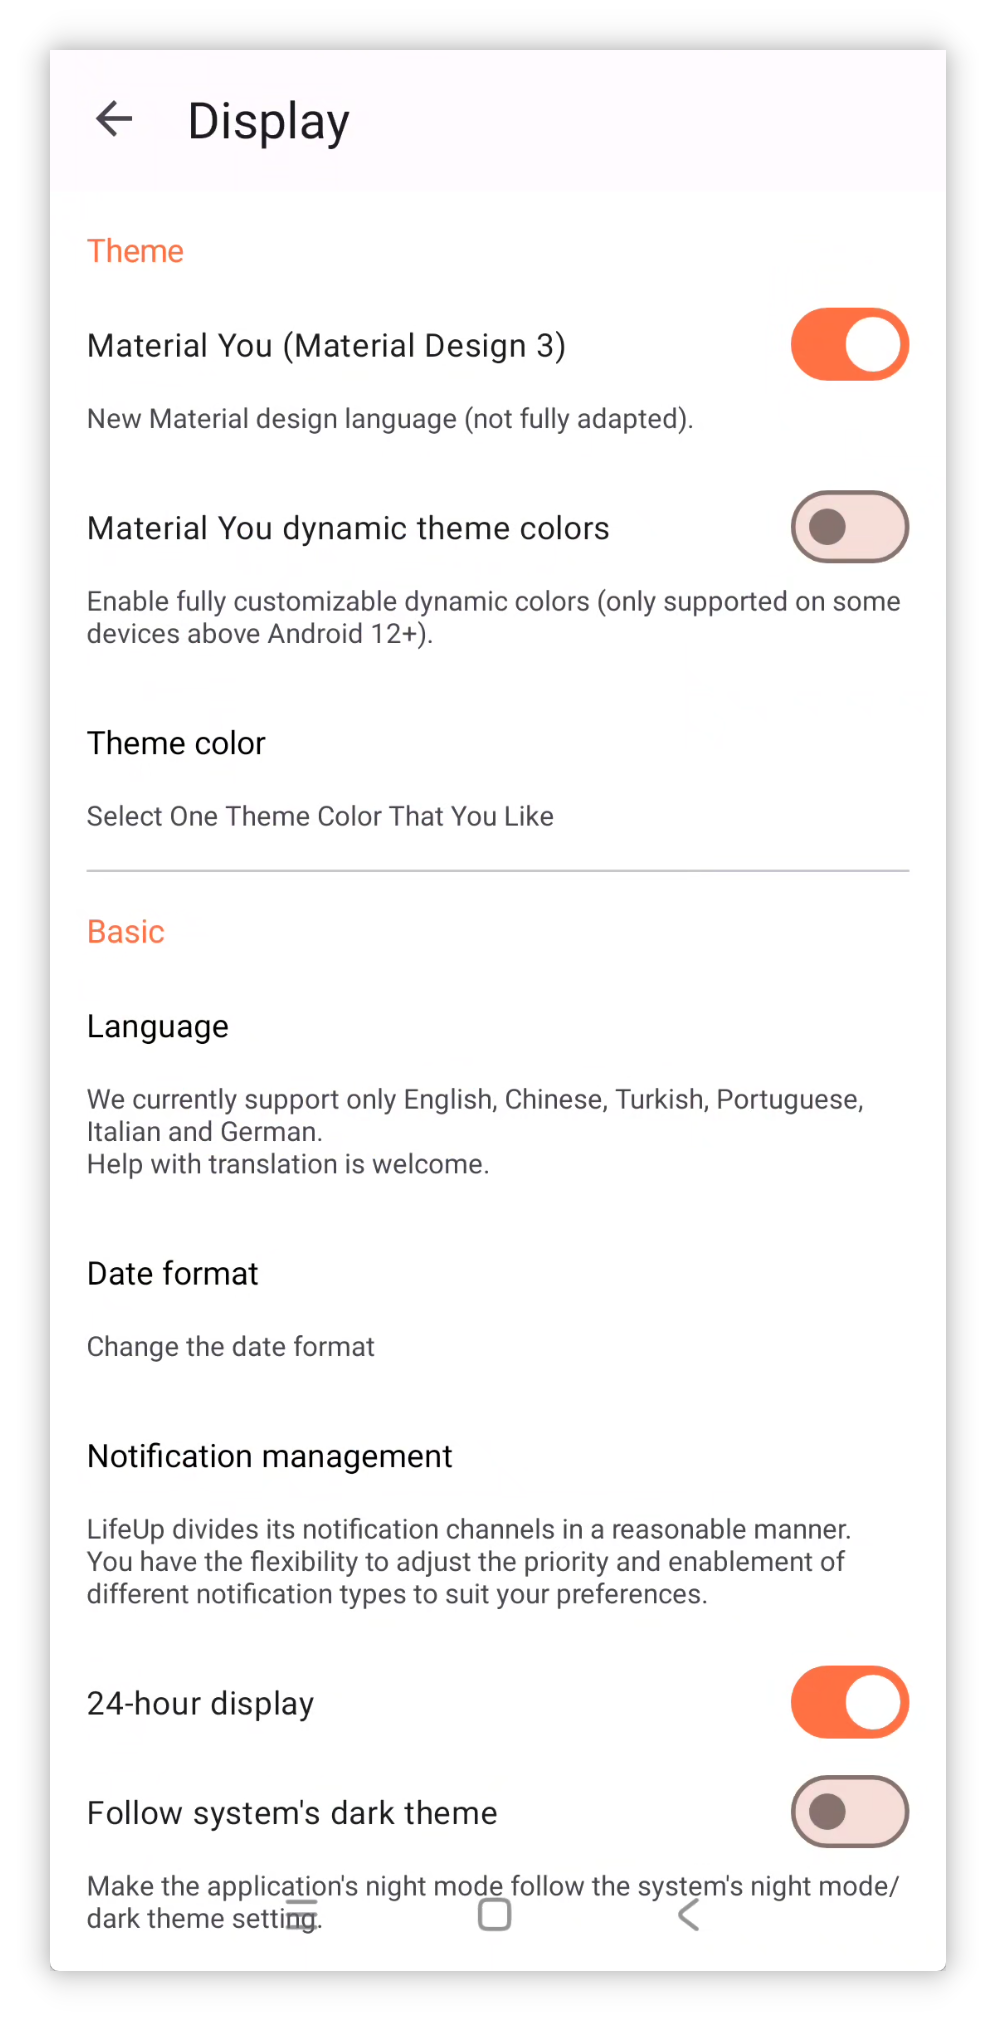 Display
Theme
Material You (Material Design 3)
New Material design language (not fully adapted).
Material You dynamic theme colors
Enable fully customizable dynamic colors (only supported on some
devices above Android 12+).
Theme color
Select One Theme Color That You Like
Basic
Language
We currently support only English, Chinese, Turkish, Portuguese,
Italian and German.
Help with translation is welcome.
Date format
Change the date format
Notification management
LifeUp divides its notification channels in a reasonable manner.
You have the flexibility to adjust the priority and enablement of
different notification types to suit your preferences.
24-hour display
Follow system's dark theme
Make the application's night mode follow the system's night mode/
dark theme setting.